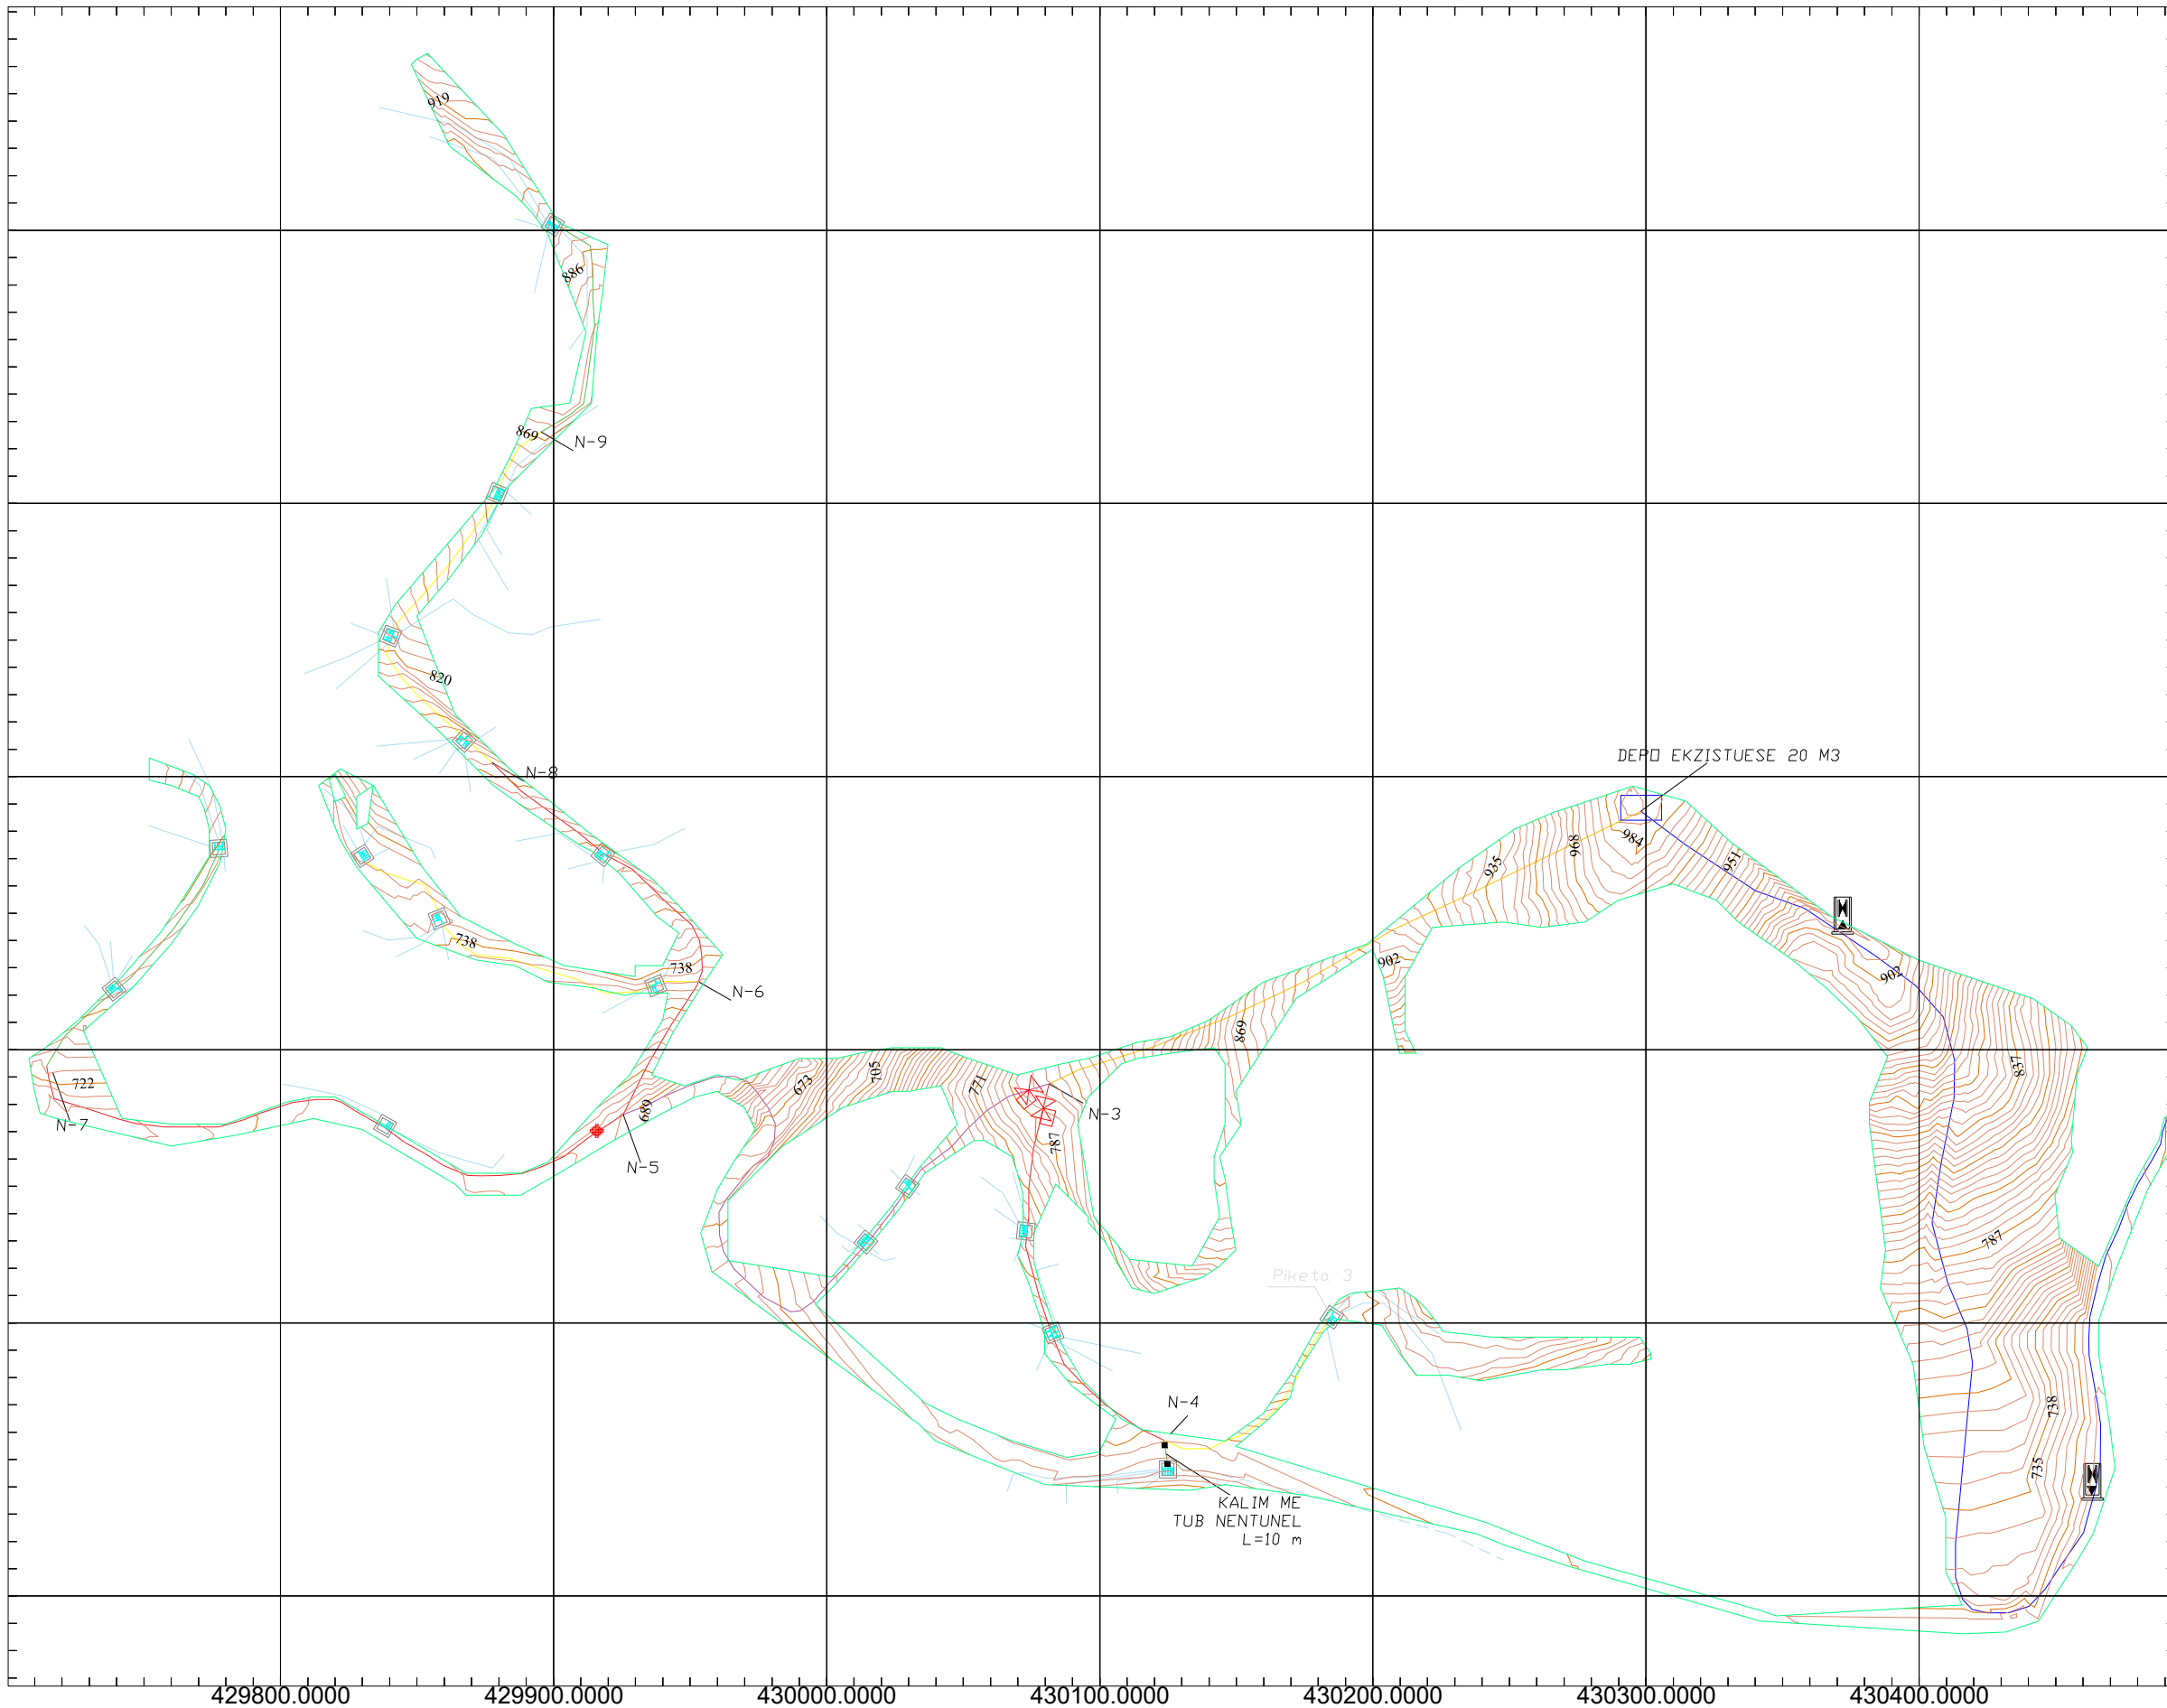 919
886
869
N-9
820
N-8
DEPO EKZISTUESE 20 M3
984
968
951
935
738
738
902
902
N-6
869
837
722
673
705
771
N-3
689
787
N-7
N-5
787
Piketa 3
N-4
738
735
KALIM ME
TUB NENTUNEL
L=10 m
429800.0000
429900.0000
430000.0000
430100.0000
430200.0000
430300.0000
430400.0000